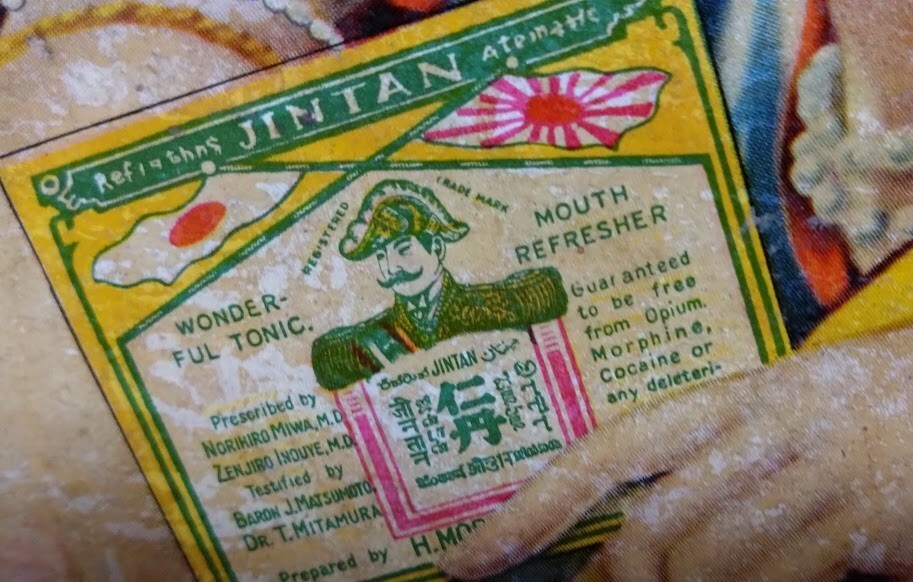 Refreshing JINTAN Aromatic
REGISTERED TRADE MARK
WONDER-
FUL TONIC.
MOUTH
REFRESHER
Guaranteed
to be free
from Opium.
Morphine,
Cocaine or
any deleteri-
JINTAN
仁丹
Prescribed by
NORIHIRO MIWA, M.D.
ZENJIRO INOUYE, M.D.
Testified by
BARON J. MATSUMOTO.
DR. T. MITAMURA
Prepared by H.MOR